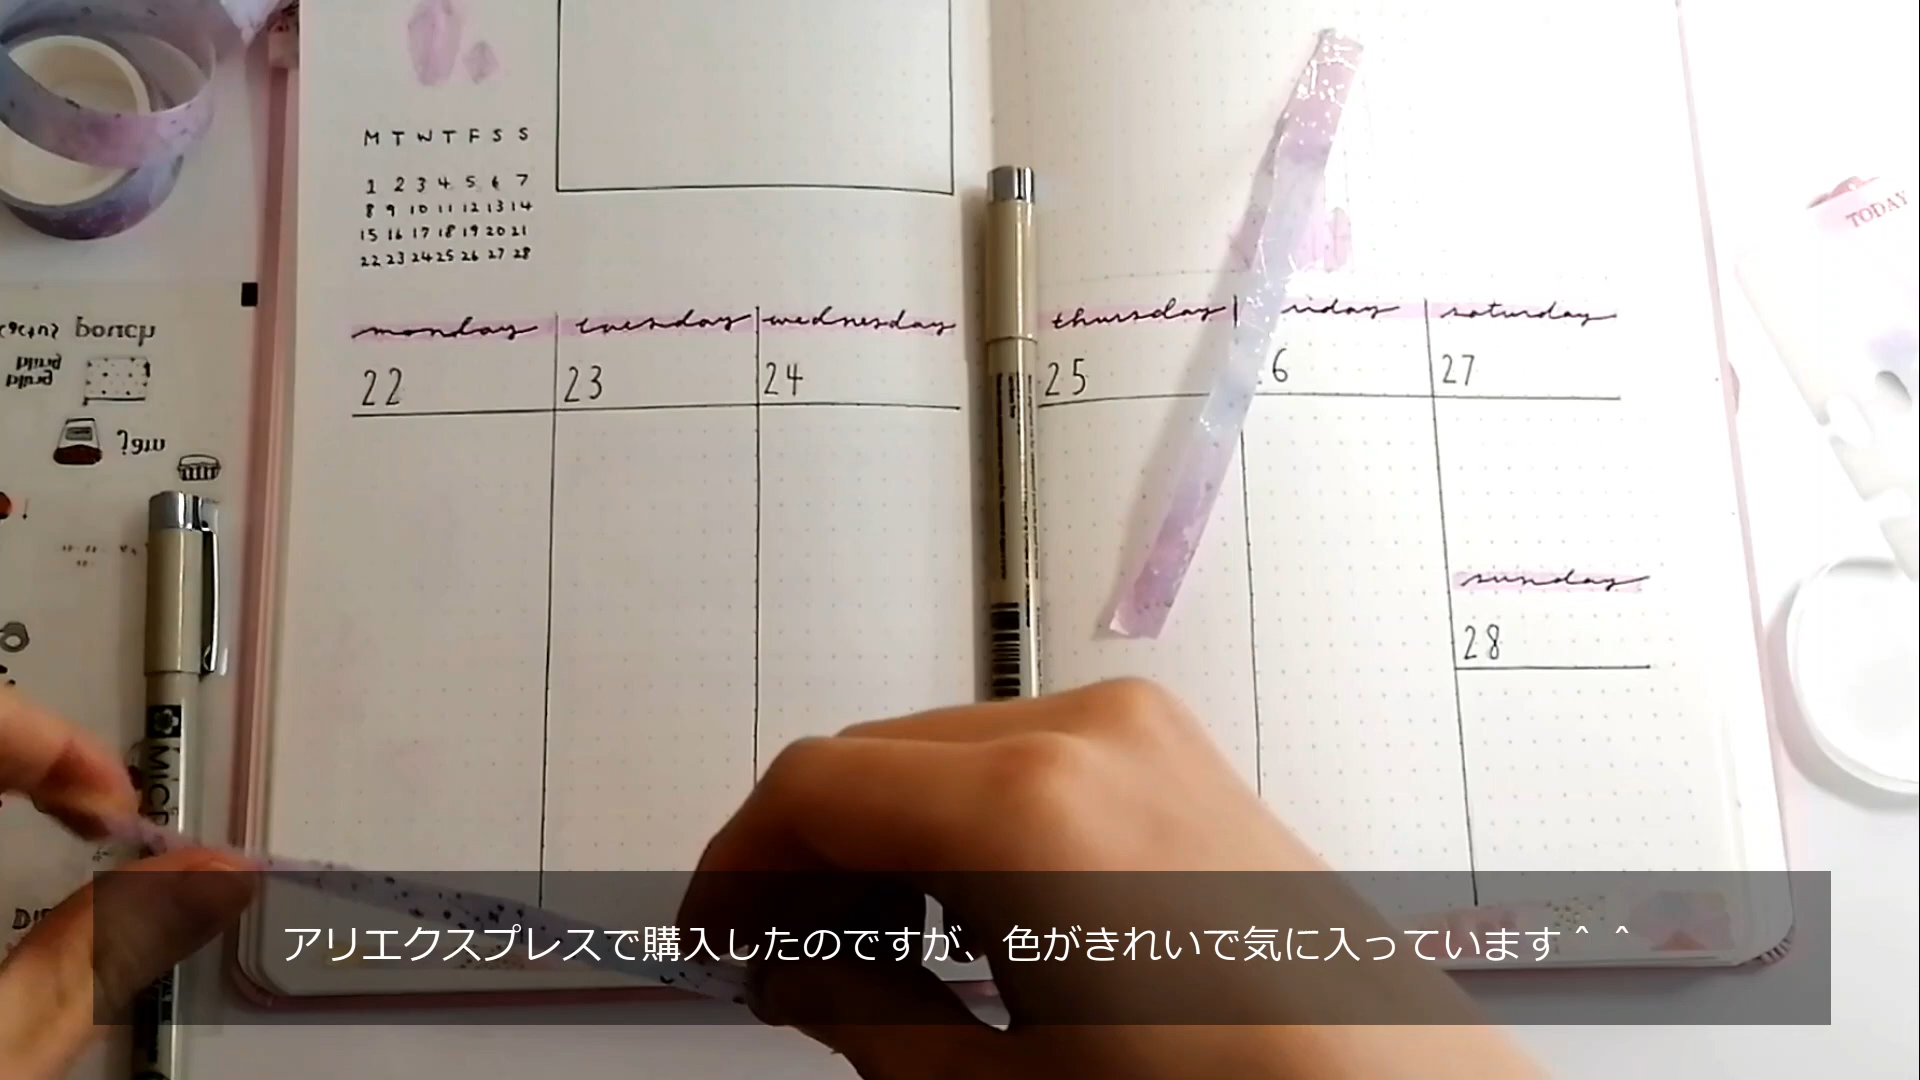 M T W T F S S
1 2 3 4 5 6 7
8 9 10 11 12 13 14
15 16 17 18 19 20 21
22 23 24 25 26 27 28
monday tuesday wednesday thursday riday saturday
22 23 24 25 6 27
sunday
28
TODAY
MICR
アリエクスプレスで購入したのですが、色がきれいで気に入っています＾＾